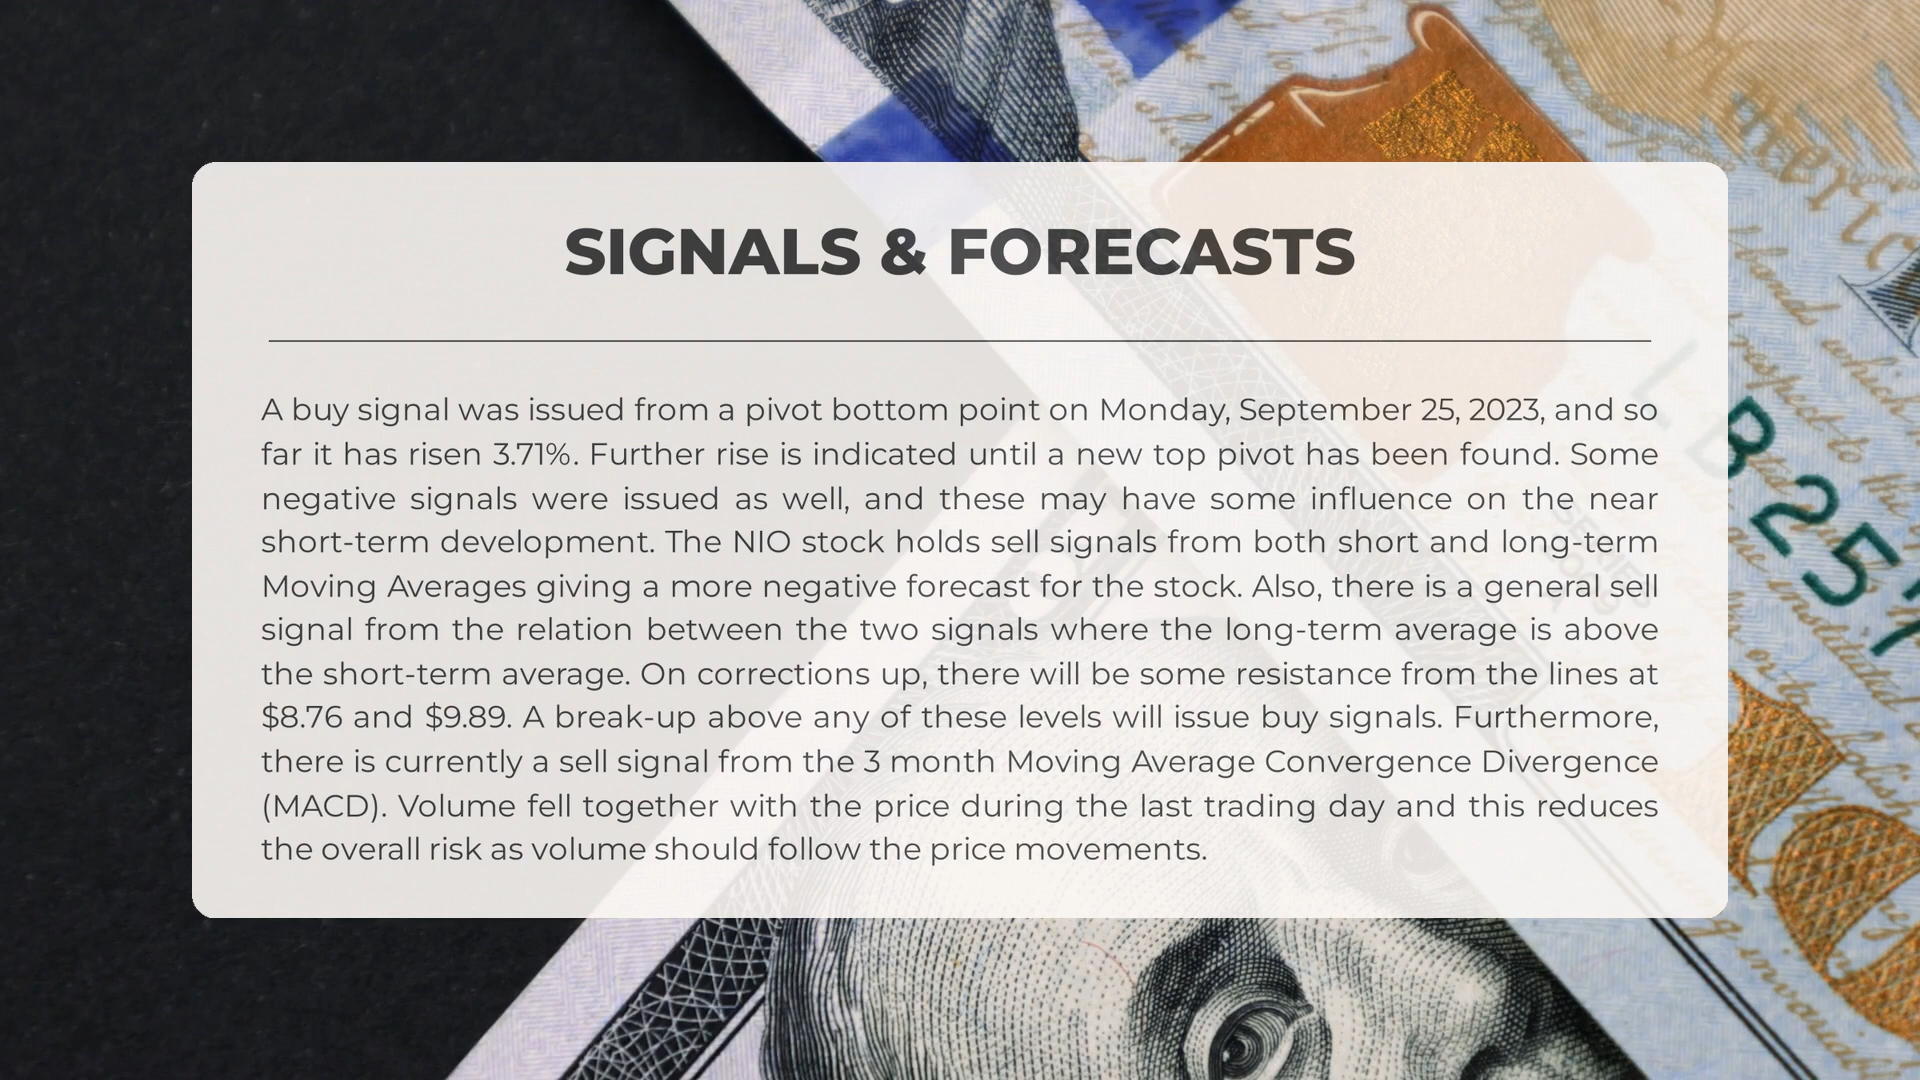 SIGNALS & FORECASTS
A buy signal was issued from a pivot bottom point on Monday, September 25, 2023, and so
far it has risen 3.71%. Further rise is indicated until a new top pivot has been found. Some
negative signals were issued as well, and these may have some influence on the near
short-term development. The NIO stock holds sell signals from both short and long-term
Moving Averages giving a more negative forecast for the stock. Also, there is a general sell
signal from the relation between the two signals where the long-term average is above
the short-term average. On corrections up, there will be some resistance from the lines at
$8.76 and $9.89. A break-up above any of these levels will issue buy signals. Furthermore,
there is currently a sell signal from the 3 month Moving Average Convergence Divergence
(MACD). Volume fell together with the price during the last trading day and this reduces
the overall risk as volume should follow the price movements.